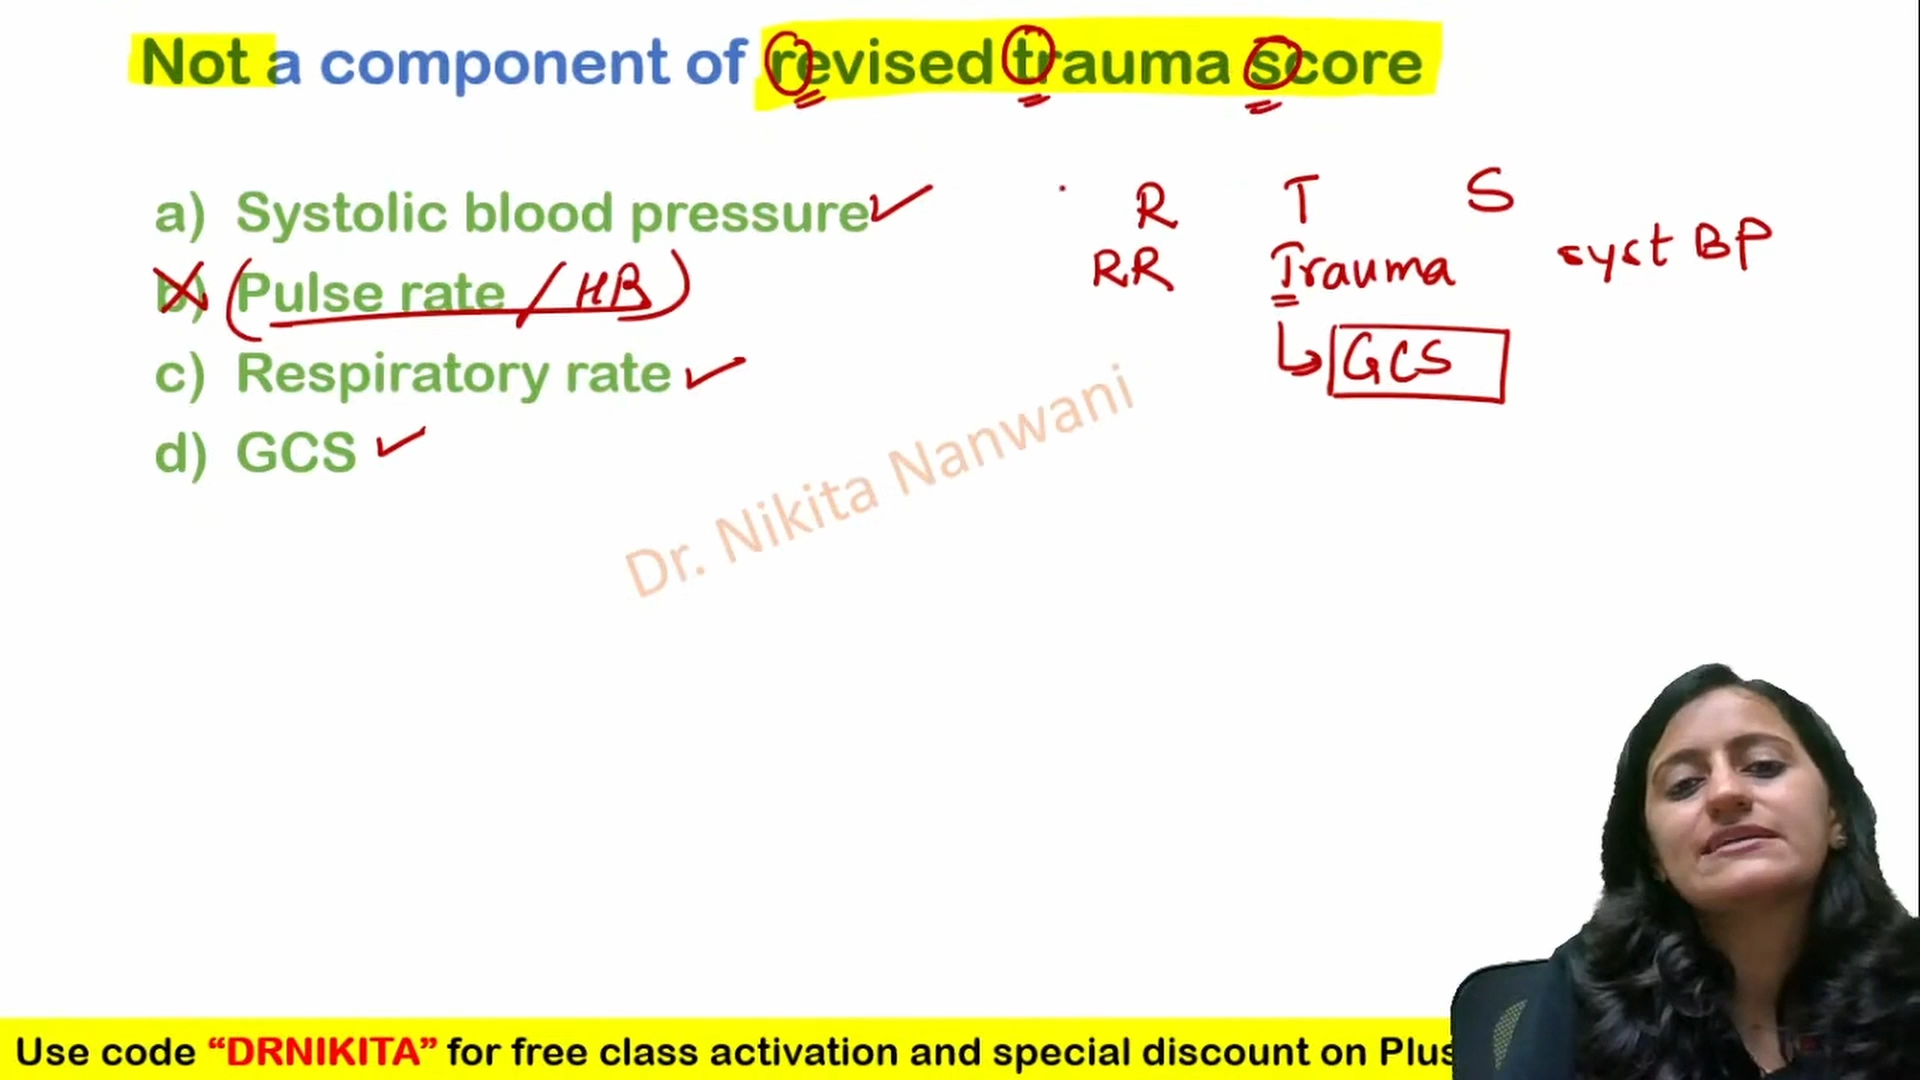 Not a component of revised trauma score
a) Systolic blood pressure
b) Pulse rate / HR
c) Respiratory rate
d) GCS
R T S
RR Trauma syst BP
GCS
Dr. Nikita Nanwani
Use code “DRNIKITA” for free class activation and special discount on Plus